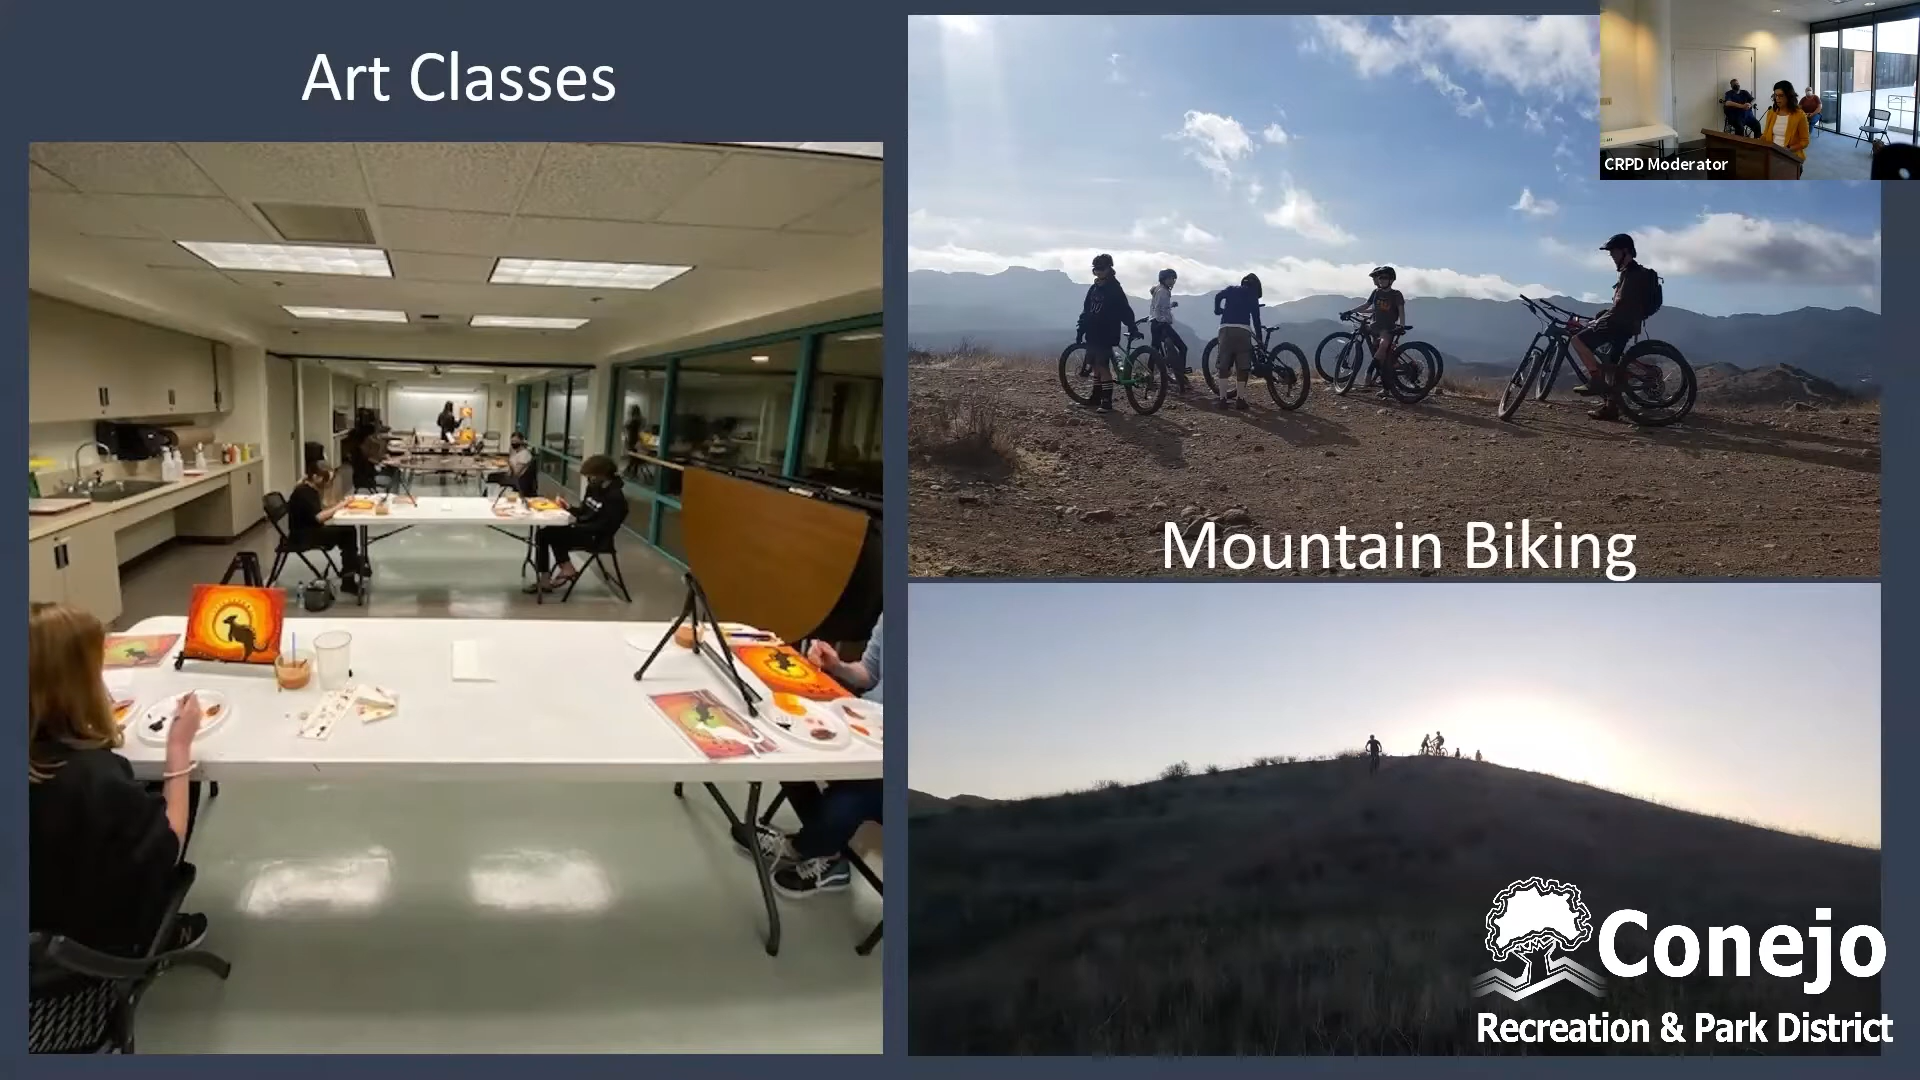 Art Classes
CRPD Moderator
Mountain Biking
Conejo
Recreation & Park District